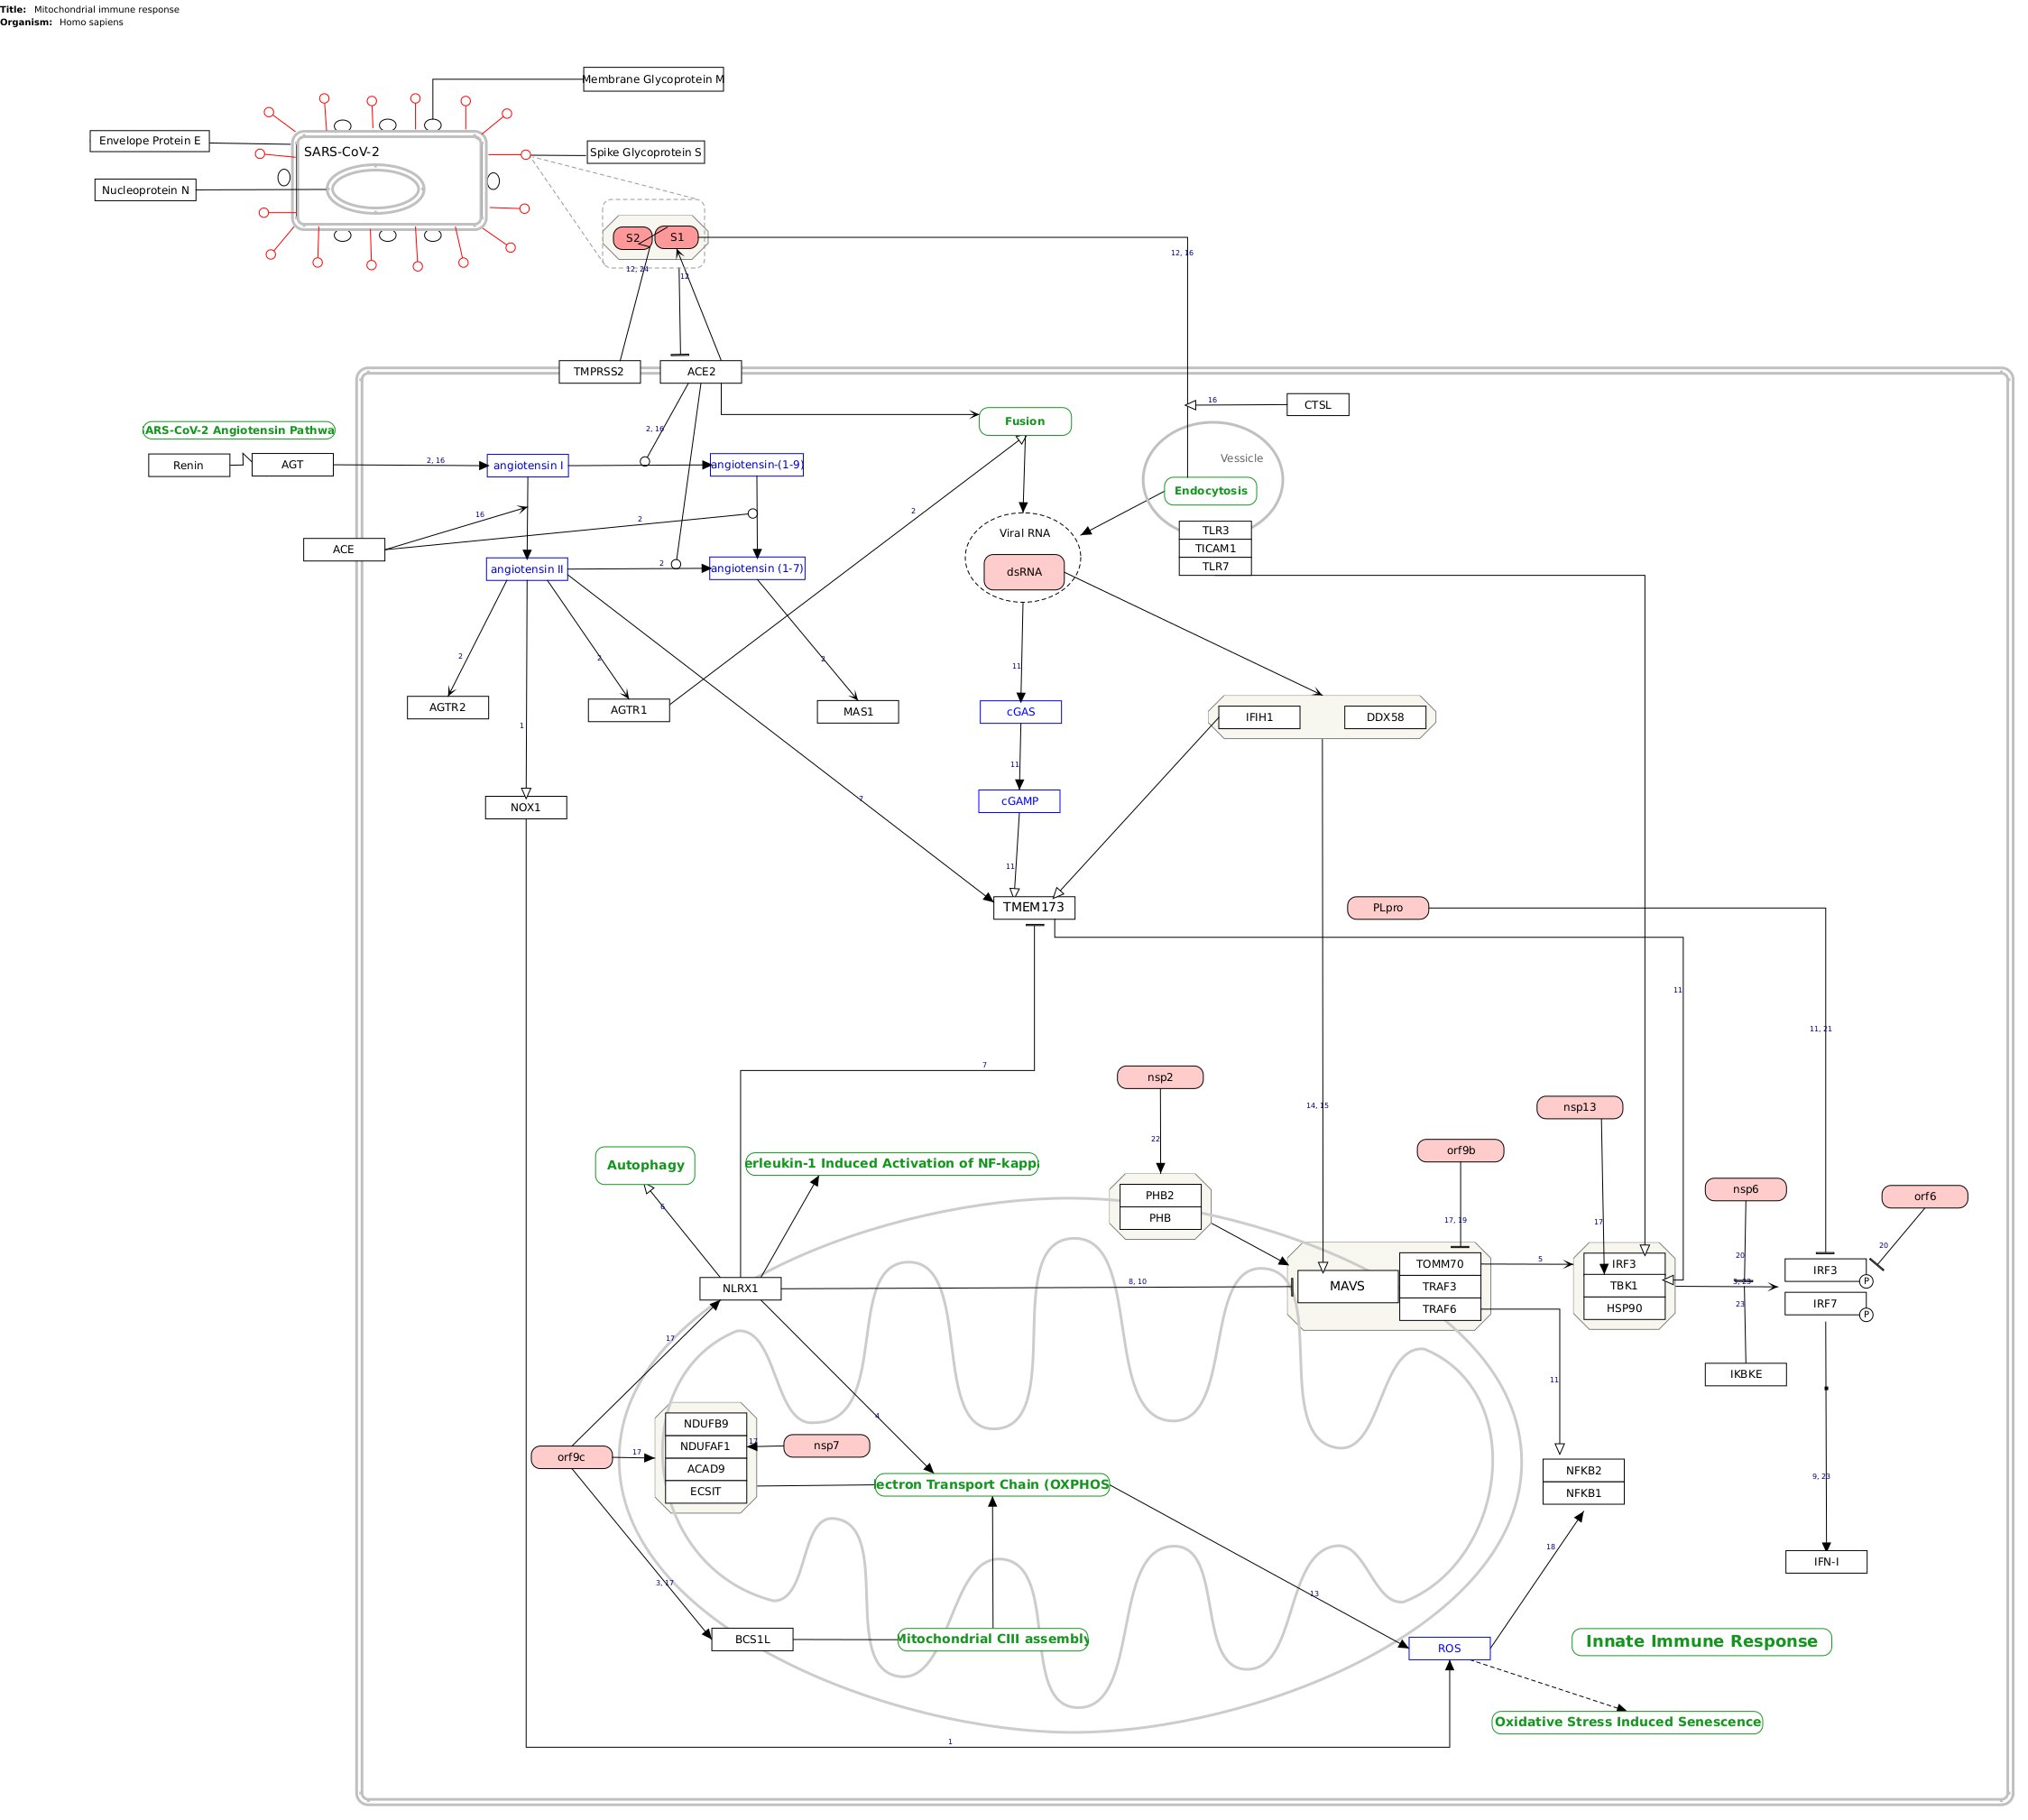 Title: Mitochondrial immune response
Organism: Homo sapiens
Membrane Glycoprotein M
Envelope Protein E
SARS-CoV-2
Spike Glycoprotein S
Nucleoprotein N
S2
S1
12, 16
12, 24
12
TMPRSS2
ACE2
CTSL
16
Fusion
ARS-CoV-2 Angiotensin Pathwa
2, 16
Vessicle
Renin
AGT
2, 16
angiotensin I
angiotensin-(1-9)
Endocytosis
16
2
2
TLR3
Viral RNA
TICAM1
ACE
TLR7
angiotensin II
2
angiotensin (1-7)
dsRNA
2
2
2
11
AGTR2
AGTR1
MAS1
cGAS
IFIH1
DDX58
1
11
cGAMP
NOX1
7
11
TMEM173
PLpro
11
11, 21
7
nsp2
14, 15
nsp13
22
orf9b
Autophagy
erleukin-1 Induced Activation of NF-kapp
nsp6
orf6
PHB2
PHB
6
17, 19
17
20
20
TOMM70
5
IRF3
IRF3
P
NLRX1
8, 10
MAVS
TRAF3
TBK1
TRAF6
HSP90
23
IRF7
P
17
IKBKE
11
4
NDUFB9
NDUFAF1
17
nsp7
orf9c
17
ACAD9
ECSIT
ectron Transport Chain (OXPHOS
NFKB2
NFKB1
9, 23
18
IFN-I
3, 17
13
BCS1L
Mitochondrial CIII assembly
ROS
Innate Immune Response
Oxidative Stress Induced Senescence
1